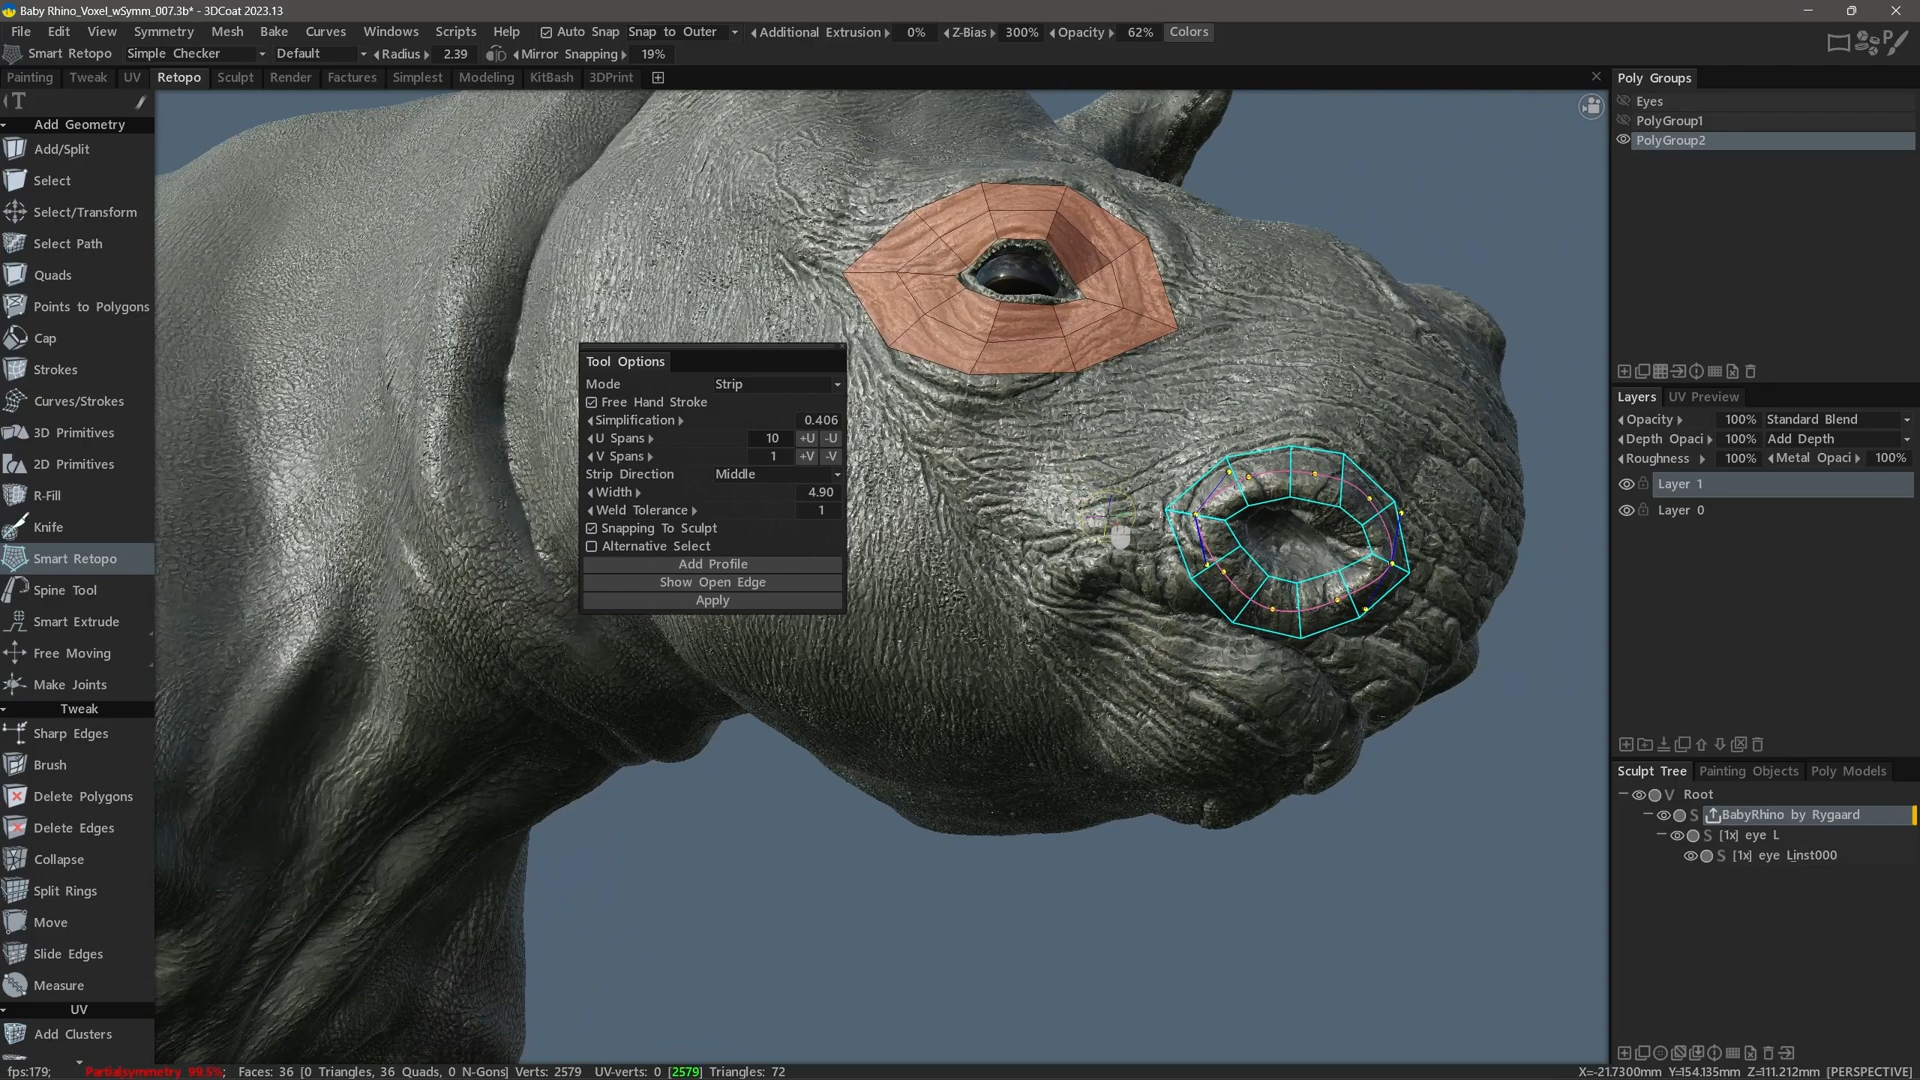 Baby Rhino_Voxel_wSymm_007.3b* - 3DCoat 2023.13
File Edit View Symmetry Mesh Bake Curves Windows Scripts Help Auto Snap Snap to Outer Additional Extrusion 0% Z-Bias 300% Opacity 62% Colors
Smart Retopo Simple Checker Default Radius 2.39 Mirror Snapping 19%
Painting Tweak UV Retopo Sculpt Render Factures Simplest Modeling KitBash 3DPrint
T
Add Geometry
Add/Split
Select
Select/Transform
Select Path
Quads
Points to Polygons
Cap
Strokes
Curves/Strokes
3D Primitives
2D Primitives
R-Fill
Knife
Smart Retopo
Spine Tool
Smart Extrude
Free Moving
Make Joints
Tweak
Sharp Edges
Brush
Delete Polygons
Delete Edges
Collapse
Split Rings
Move
Slide Edges
Measure
UV
Add Clusters
Tool Options
Mode Strip
Free Hand Stroke
Simplification 0.406
U Spans 10 +U -U
V Spans 1 +V -V
Strip Direction Middle
Width 4.90
Weld Tolerance 1
Snapping To Sculpt
Alternative Select
Add Profile
Show Open Edge
Apply
Poly Groups
Eyes
PolyGroup1
PolyGroup2
Layers UV Preview
Opacity 100% Standard Blend
Depth Opaci 100% Add Depth
Roughness 100% Metal Opaci 100%
Layer 1
Layer 0
Sculpt Tree Painting Objects Poly Models
V Root
S BabyRhino by Rygaard
S [1x] eye L
S [1x] eye L_inst000
fps:179; Partialsymmetry 99.5%; Faces: 36 [0 Triangles, 36 Quads, 0 N-Gons] Verts: 2579 UV-verts: 0 [2579] Triangles: 72
X=-21.7300mm Y=154.135mm Z=111.212mm [PERSPECTIVE]